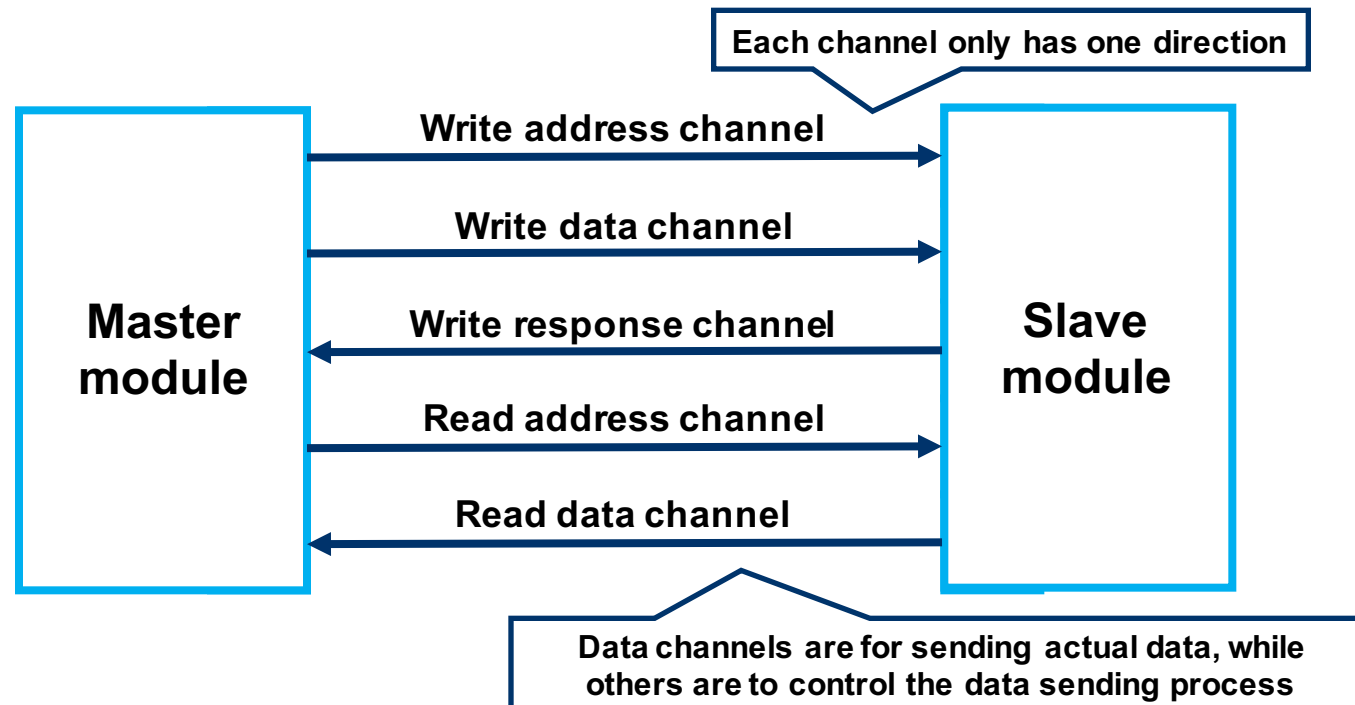 Each channel only has one direction
Write address channel
Write data channel
Master
module
Write response channel
Slave
module
Read address channel
Read data channel
Data channels are for sending actual data, while
others are to control the data sending process